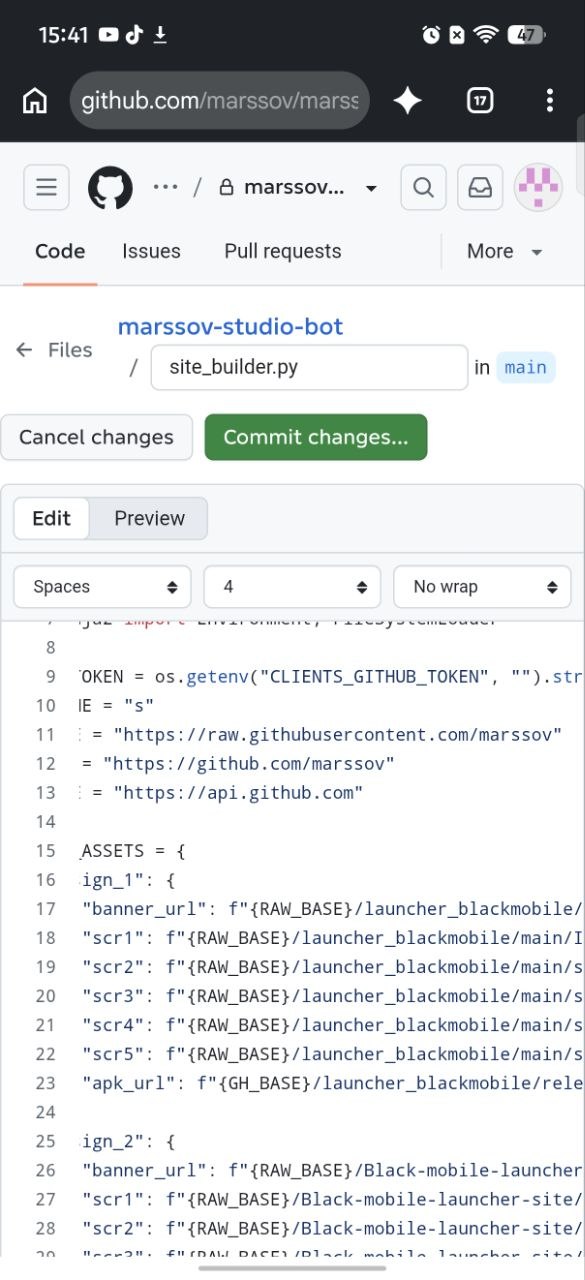 15:41
47
github.com/marssov/marss
17
... / marssov...
Code Issues Pull requests More
marssov-studio-bot
← Files
/ site_builder.py in main
Cancel changes Commit changes...
Edit Preview
Spaces 4 No wrap
8
9 OKEN = os.getenv("CLIENTS_GITHUB_TOKEN", "").str
10 E = "s"
11 = "https://raw.githubusercontent.com/marssov"
12 = "https://github.com/marssov"
13 = "https://api.github.com"
14
15 _ASSETS = {
16 ign_1": {
17 "banner_url": f"{RAW_BASE}/launcher_blackmobile/
18 "scr1": f"{RAW_BASE}/launcher_blackmobile/main/I
19 "scr2": f"{RAW_BASE}/launcher_blackmobile/main/s
20 "scr3": f"{RAW_BASE}/launcher_blackmobile/main/s
21 "scr4": f"{RAW_BASE}/launcher_blackmobile/main/s
22 "scr5": f"{RAW_BASE}/launcher_blackmobile/main/s
23 "apk_url": f"{GH_BASE}/launcher_blackmobile/rele
24
25 ign_2": {
26 "banner_url": f"{RAW_BASE}/Black-mobile-launcher
27 "scr1": f"{RAW_BASE}/Black-mobile-launcher-site/
28 "scr2": f"{RAW_BASE}/Black-mobile-launcher-site/